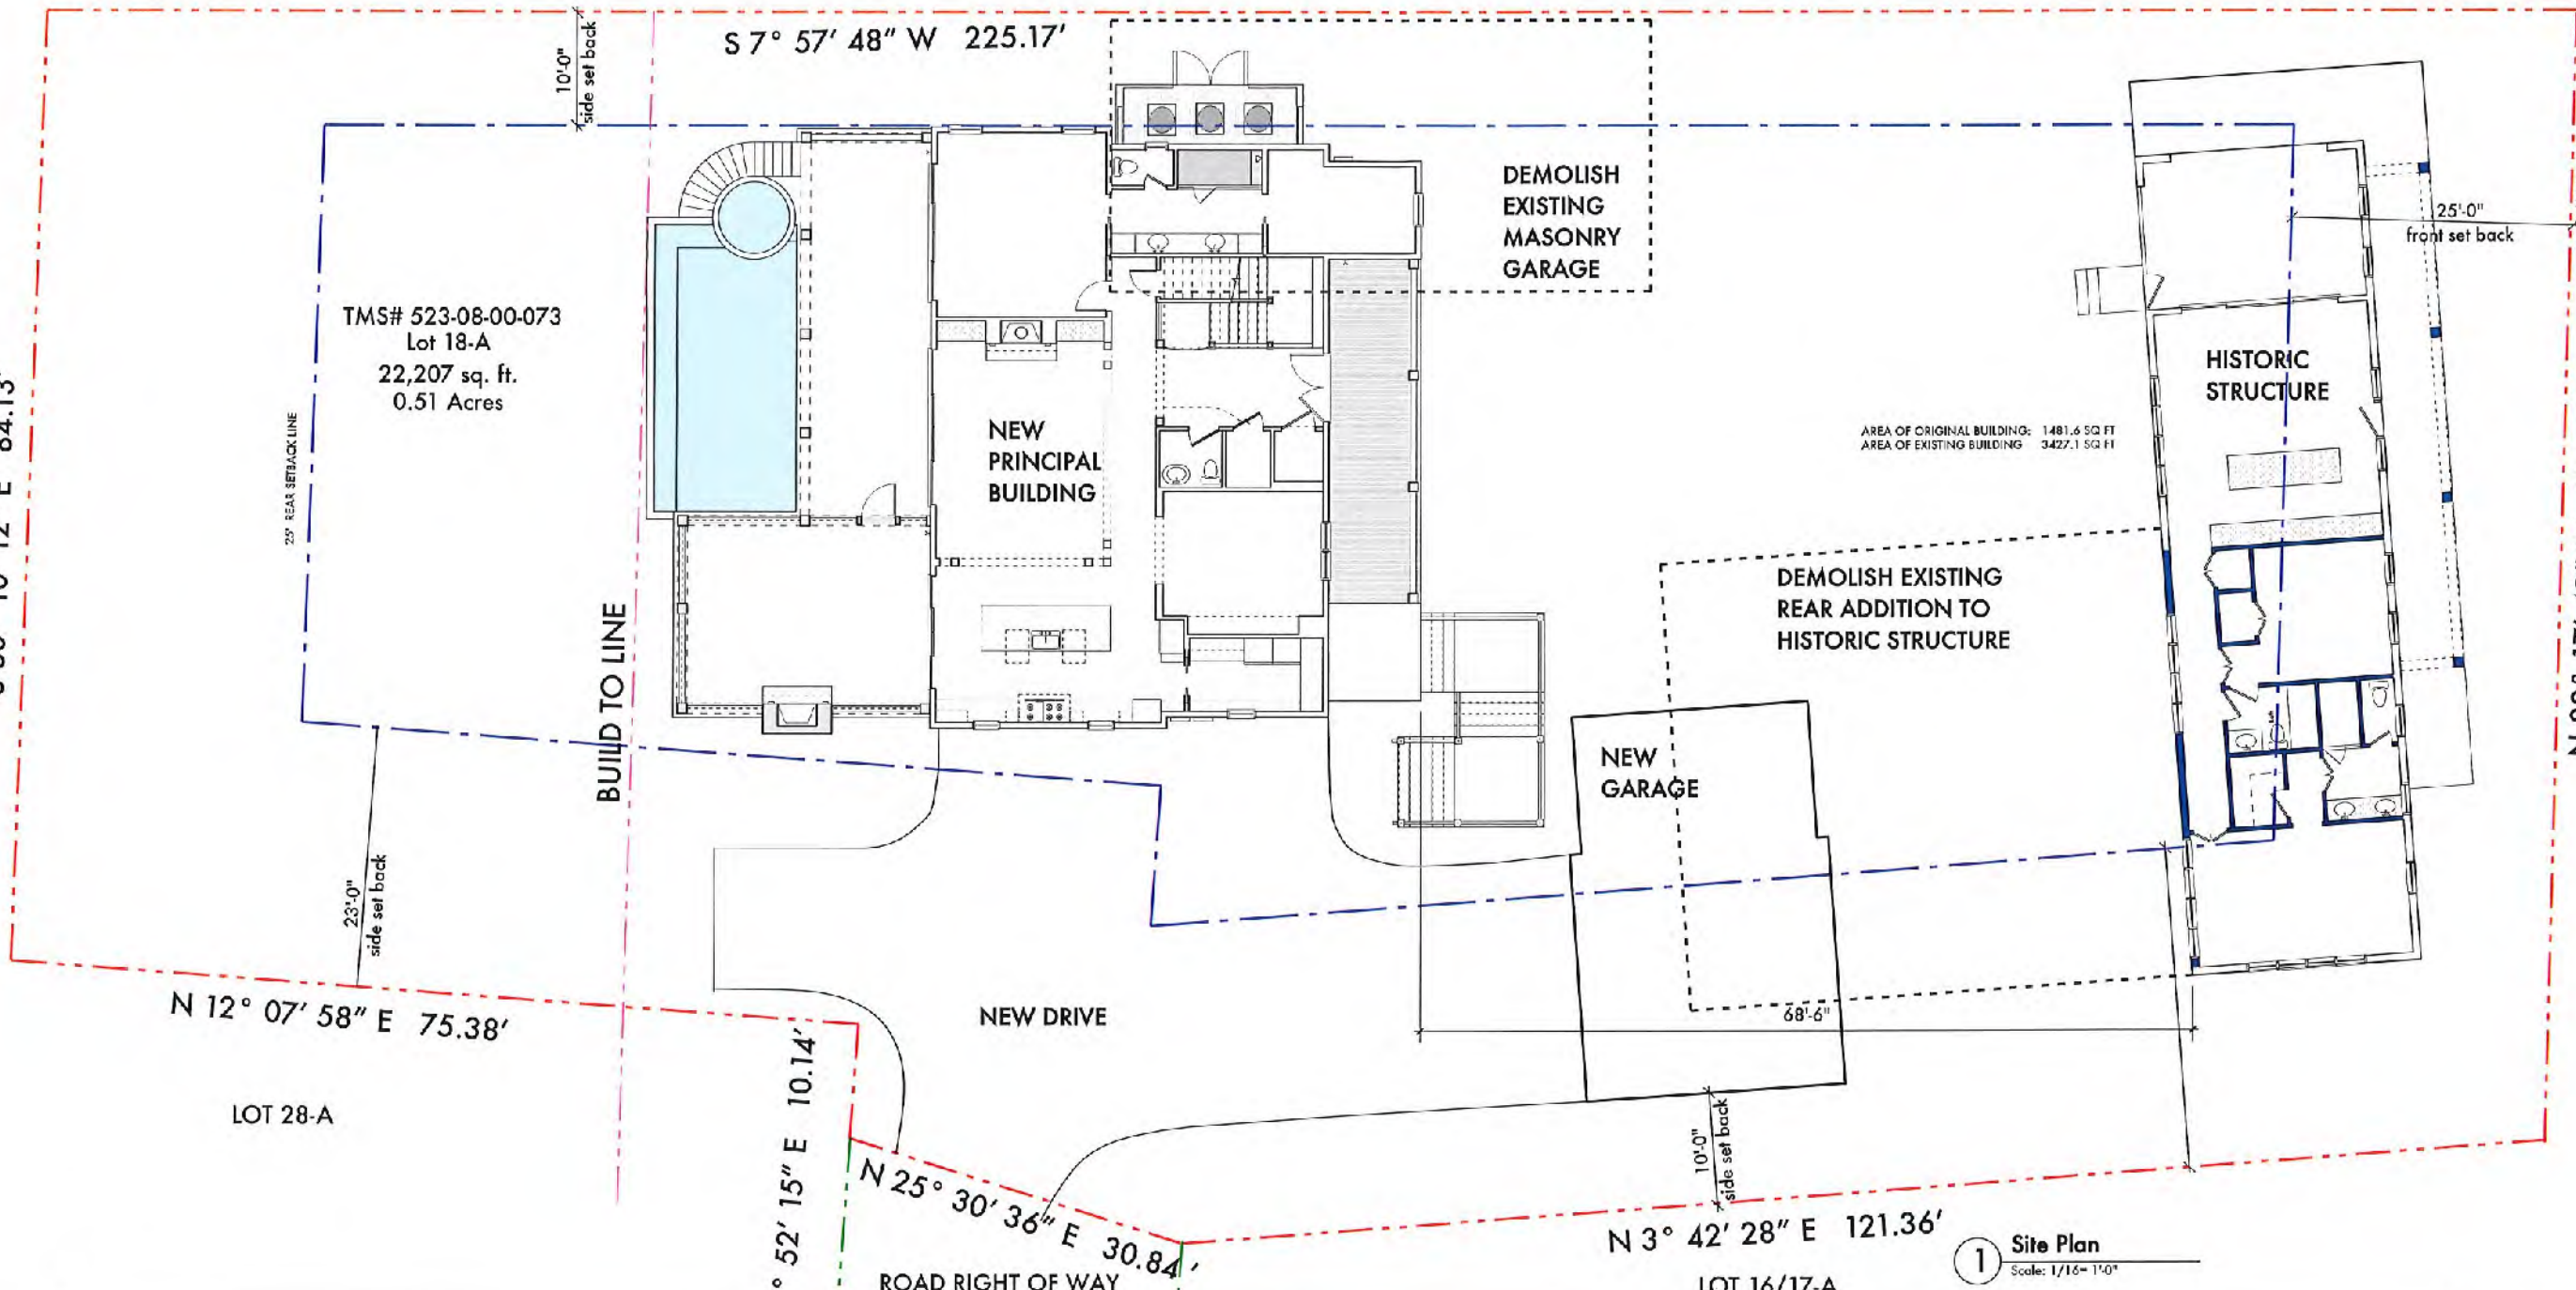 S 7° 57′ 48″ W 225.17′
10'-0"
side set back
DEMOLISH
EXISTING
MASONRY
GARAGE
25'-0"
front set back
TMS# 523-08-00-073
Lot 18-A
22,207 sq. ft.
0.51 Acres
25' REAR SETBACK LINE
BUILD TO LINE
NEW
PRINCIPAL
BUILDING
HISTORIC
STRUCTURE
AREA OF ORIGINAL BUILDING: 1481.6 SQ FT
AREA OF EXISTING BUILDING 3427.1 SQ FT
DEMOLISH EXISTING
REAR ADDITION TO
HISTORIC STRUCTURE
NEW
GARAGE
23'-0"
side set back
N 12° 07′ 58″ E 75.38′
LOT 28-A
NEW DRIVE
68'-6"
° 52′ 15″ E 10.14′
N 25° 30′ 36″ E 30.84′
ROAD RIGHT OF WAY
10'-0"
side set back
N 3° 42′ 28″ E 121.36′
LOT 16/17-A
1
Site Plan
Scale: 1/16= 1'-0"